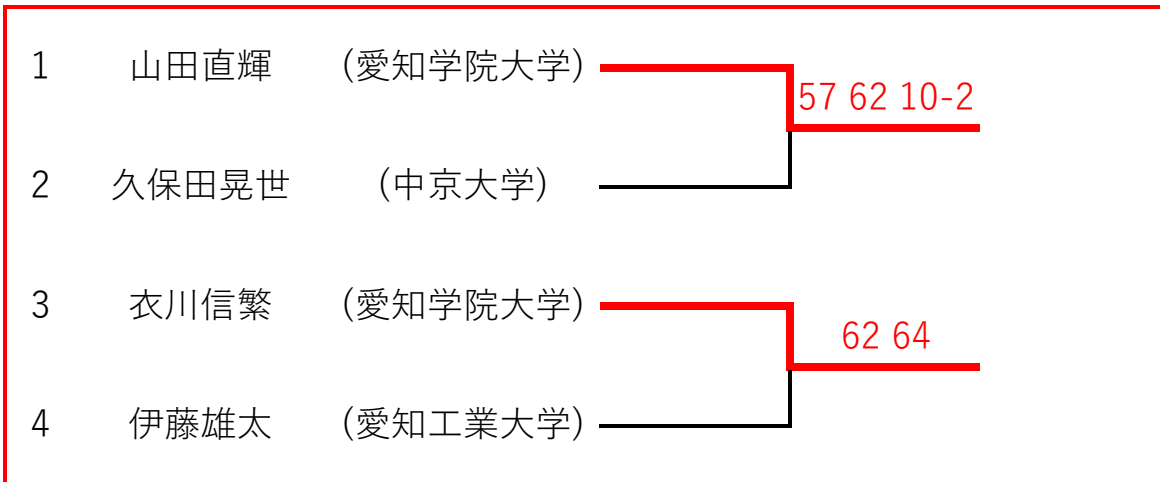 1 山田直輝 (愛知学院大学)
57 62 10-2
2 久保田晃世 (中京大学)
3 衣川信繁 (愛知学院大学)
62 64
4 伊藤雄太 (愛知工業大学)